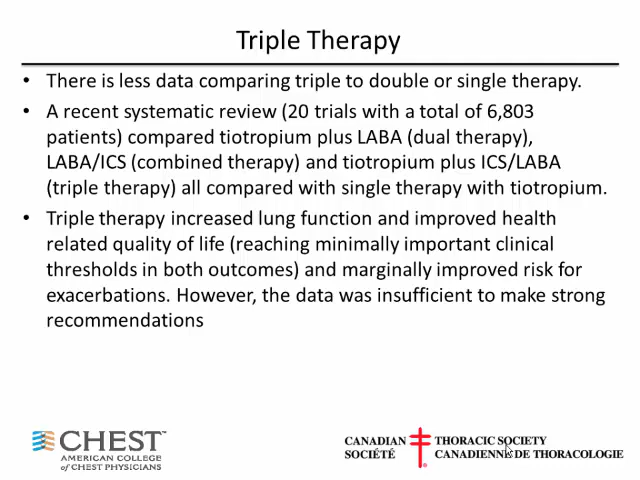 Triple Therapy
• There is less data comparing triple to double or single therapy.
• A recent systematic review (20 trials with a total of 6,803
patients) compared tiotropium plus LABA (dual therapy),
LABA/ICS (combined therapy) and tiotropium plus ICS/LABA
(triple therapy) all compared with single therapy with tiotropium.
• Triple therapy increased lung function and improved health
related quality of life (reaching minimally important clinical
thresholds in both outcomes) and marginally improved risk for
exacerbations. However, the data was insufficient to make strong
recommendations
CHEST™
AMERICAN COLLEGE
of CHEST PHYSICIANS
CANADIAN THORACIC SOCIETY
SOCIÉTÉ CANADIENNE DE THORACOLOGIE